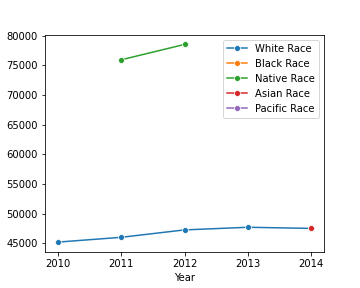 80000
75000
70000
65000
60000
55000
50000
45000
White Race
Black Race
Native Race
Asian Race
Pacific Race
2010 2011 2012 2013 2014
Year